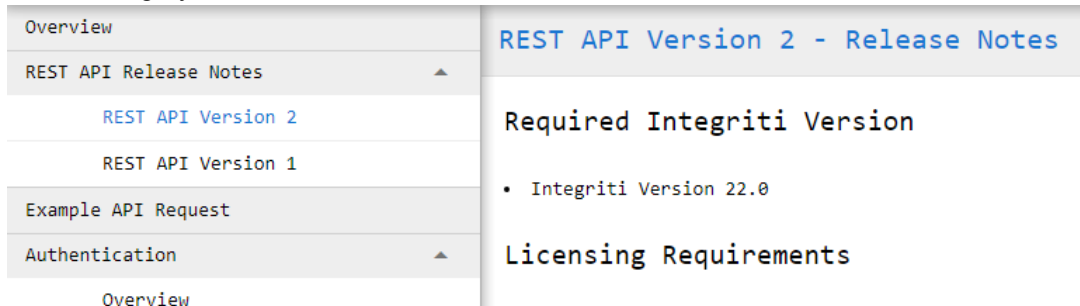 Overview
REST API Release Notes
REST API Version 2
REST API Version 1
Example API Request
Authentication
Overview
REST API Version 2 - Release Notes
Required Integriti Version
• Integriti Version 22.0
Licensing Requirements